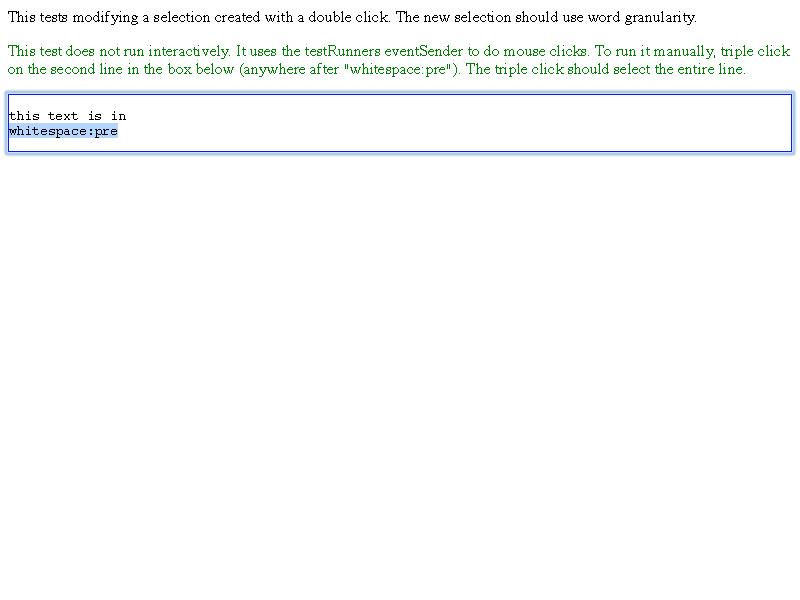 This tests modifying a selection created with a double click. The new selection should use word granularity.
This test does not run interactively. It uses the testRunners eventSender to do mouse clicks. To run it manually, triple click
on the second line in the box below (anywhere after "whitespace:pre"). The triple click should select the entire line.
this text is in
whitespace:pre